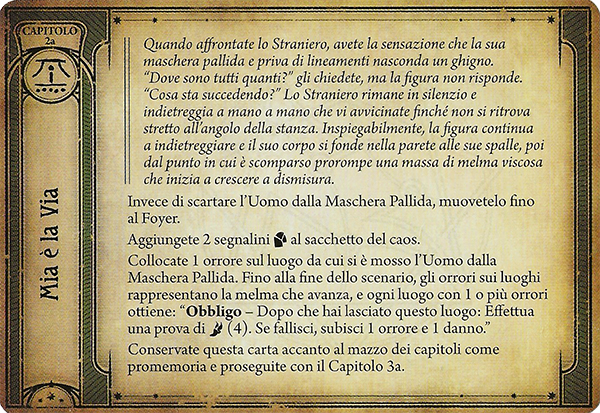 CAPITOLO
2a
Mia è la Via
Quando affrontate lo Straniero, avete la sensazione che la sua
maschera pallida e priva di lineamenti nasconda un ghigno.
“Dove sono tutti quanti?” gli chiedete, ma la figura non risponde.
“Cosa sta succedendo?” Lo Straniero rimane in silenzio e
indietreggia a mano a mano che vi avvicinate finché non si ritrova
stretto all’angolo della stanza. Inspiegabilmente, la figura continua
a indietreggiare e il suo corpo si fonde nella parete alle sue spalle, poi
dal punto in cui è scomparso prorompe una massa di melma viscosa
che inizia a crescere a dismisura.
Invece di scartare l’Uomo dalla Maschera Pallida, muovetelo fino
al Foyer.
Aggiungete 2 segnalini al sacchetto del caos.
Collocate 1 orrore sul luogo da cui si è mosso l’Uomo dalla
Maschera Pallida. Fino alla fine dello scenario, gli orrori sui luoghi
rappresentano la melma che avanza, e ogni luogo con 1 o più orrori
ottiene: “Obbligo – Dopo che hai lasciato questo luogo: Effettua
una prova di (4). Se fallisci, subisci 1 orrore e 1 danno.”
Conservate questa carta accanto al mazzo dei capitoli come
promemoria e proseguite con il Capitolo 3a.